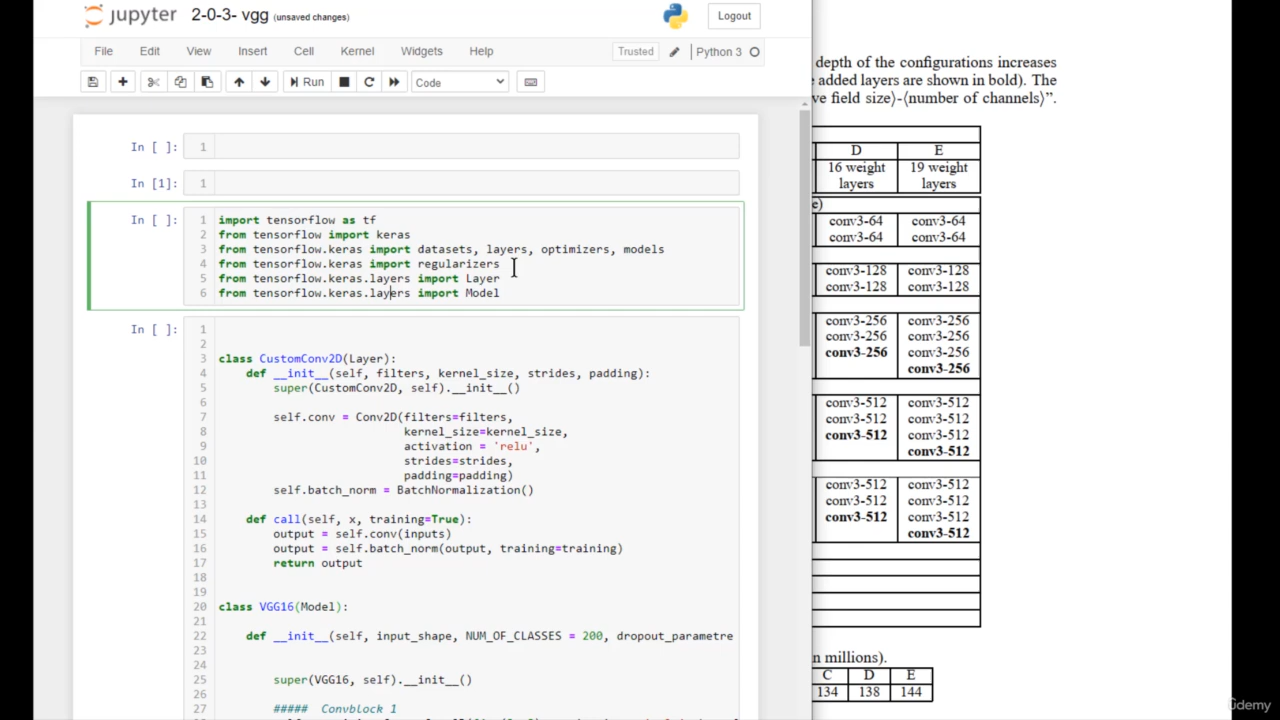 jupyter 2-0-3- vgg (unsaved changes)
Logout
File Edit View Insert Cell Kernel Widgets Help
Trusted Python 3
Run Code
In [ ]: 1
In [1]: 1
In [ ]: 1 import tensorflow as tf
2 from tensorflow import keras
3 from tensorflow.keras import datasets, layers, optimizers, models
4 from tensorflow.keras import regularizers
5 from tensorflow.keras.layers import Layer
6 from tensorflow.keras.layers import Model
In [ ]: 1
2
3 class CustomConv2D(Layer):
4 def __init__(self, filters, kernel_size, strides, padding):
5 super(CustomConv2D, self).__init__()
6
7 self.conv = Conv2D(filters=filters,
8 kernel_size=kernel_size,
9 activation = 'relu',
10 strides=strides,
11 padding=padding)
12 self.batch_norm = BatchNormalization()
13
14 def call(self, x, training=True):
15 output = self.conv(inputs)
16 output = self.batch_norm(output, training=training)
17 return output
18
19
20 class VGG16(Model):
21
22 def __init__(self, input_shape, NUM_OF_CLASSES = 200, dropout_parametre
23
24
25 super(VGG16, self).__init__()
26
27 ##### Convblock 1
depth of the configurations increases
added layers are shown in bold). The
ve field size⟩-⟨number of channels⟩”.
D E
16 weight 19 weight
layers layers
e)
conv3-64 conv3-64
conv3-64 conv3-64
conv3-128 conv3-128
conv3-128 conv3-128
conv3-256 conv3-256
conv3-256 conv3-256
conv3-256 conv3-256
conv3-256
conv3-512 conv3-512
conv3-512 conv3-512
conv3-512 conv3-512
conv3-512
conv3-512 conv3-512
conv3-512 conv3-512
conv3-512 conv3-512
conv3-512
n millions).
C D E
134 138 144
Udemy